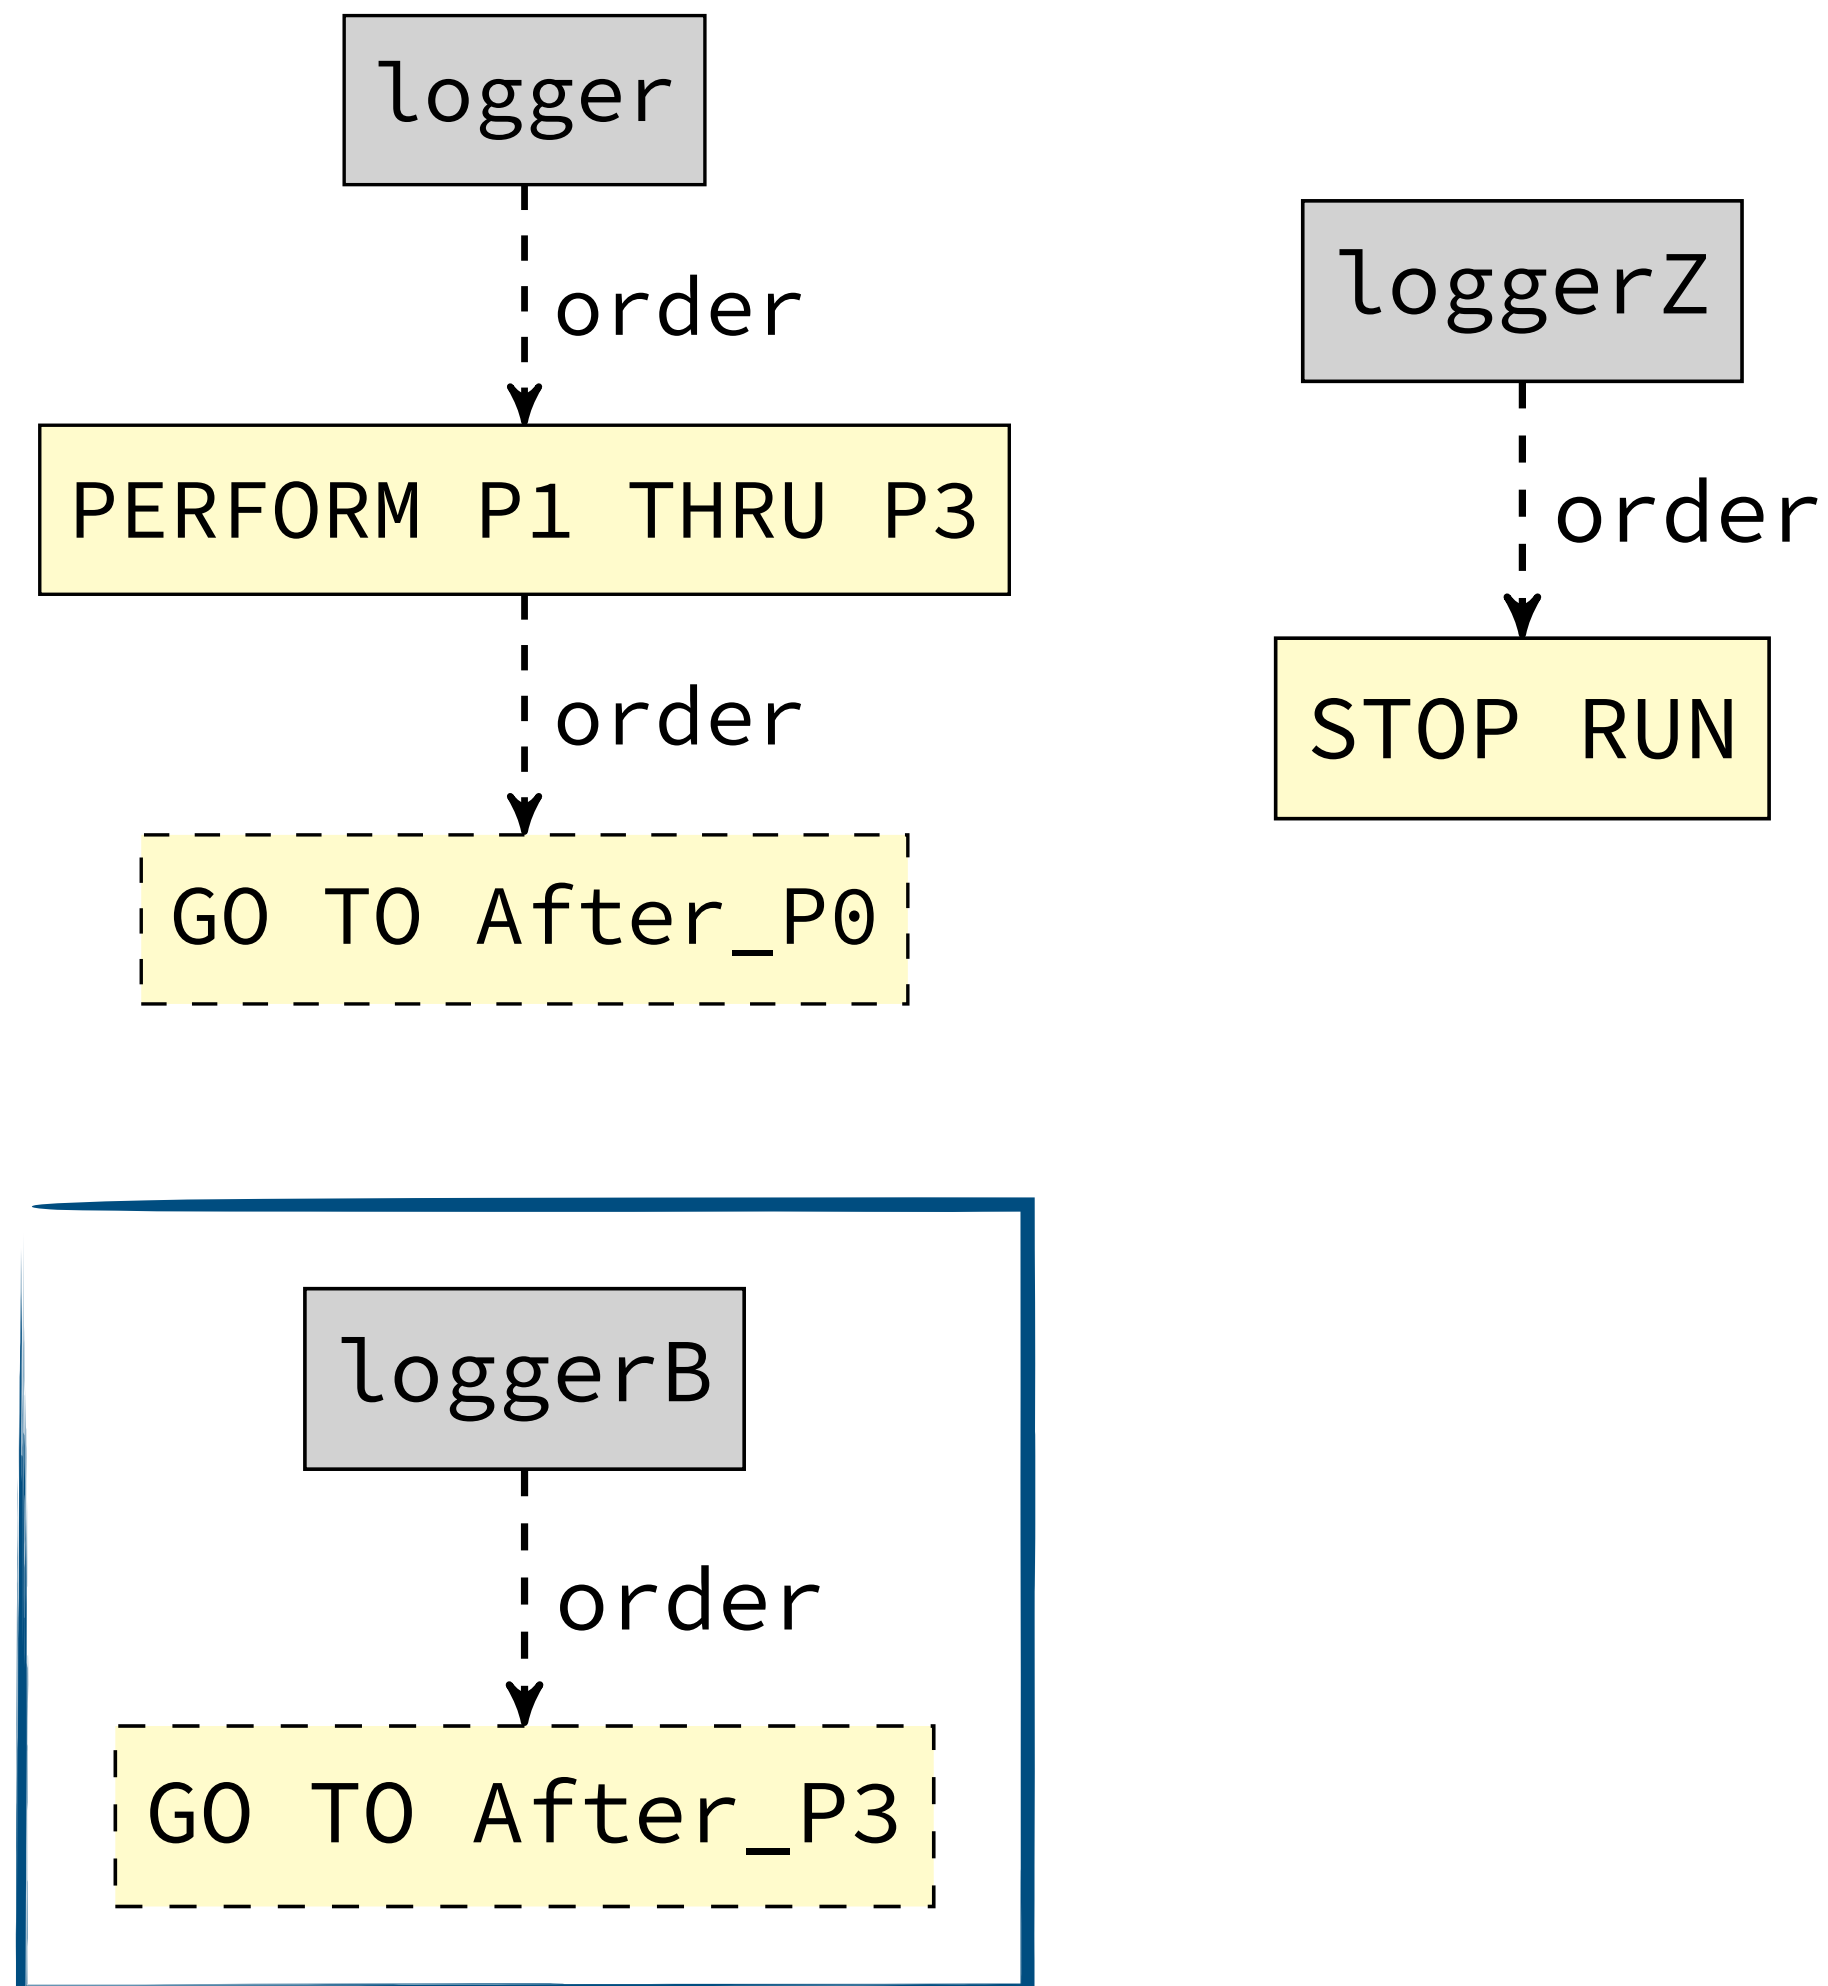 logger
order
PERFORM P1 THRU P3
order
GO TO After_P0
loggerZ
order
STOP RUN
loggerB
order
GO TO After_P3